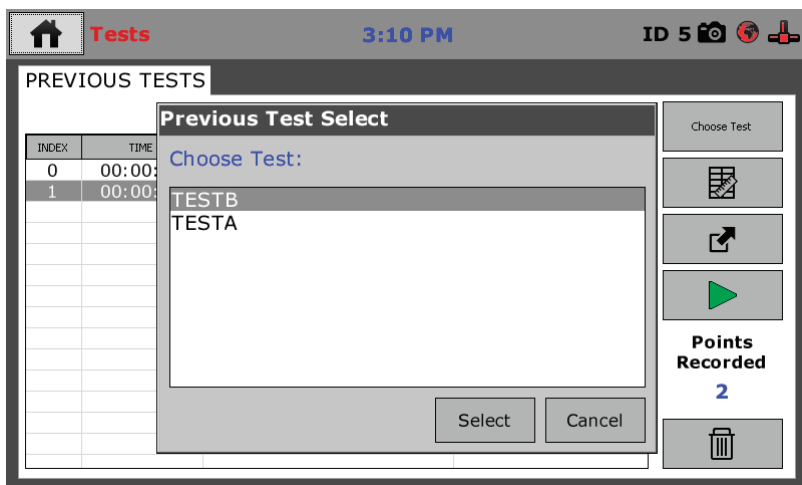 Tests 3:10 PM ID 5
PREVIOUS TESTS
Previous Test Select
Choose Test
INDEX TIME
Choose Test:
0 00:00:
1 00:00:
TESTB
TESTA
Points
Recorded
2
Select Cancel